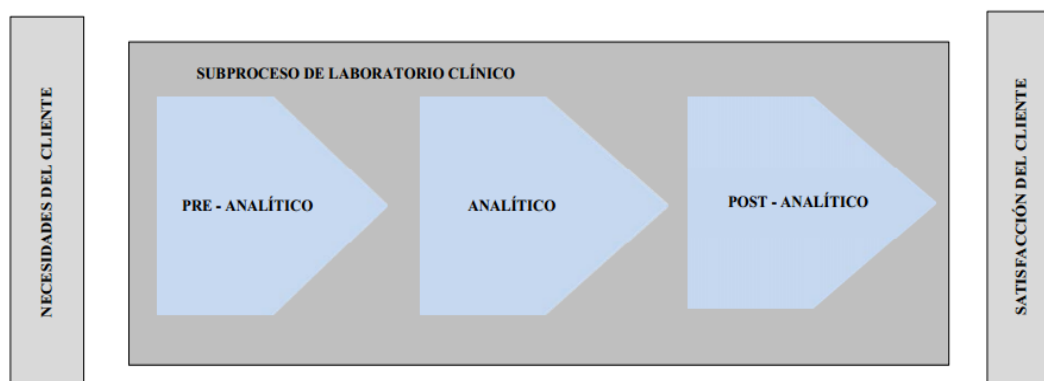 NECESIDADES DEL CLIENTE
SUBPROCESO DE LABORATORIO CLÍNICO
PRE - ANALÍTICO
ANALÍTICO
POST - ANALÍTICO
SATISFACCIÓN DEL CLIENTE